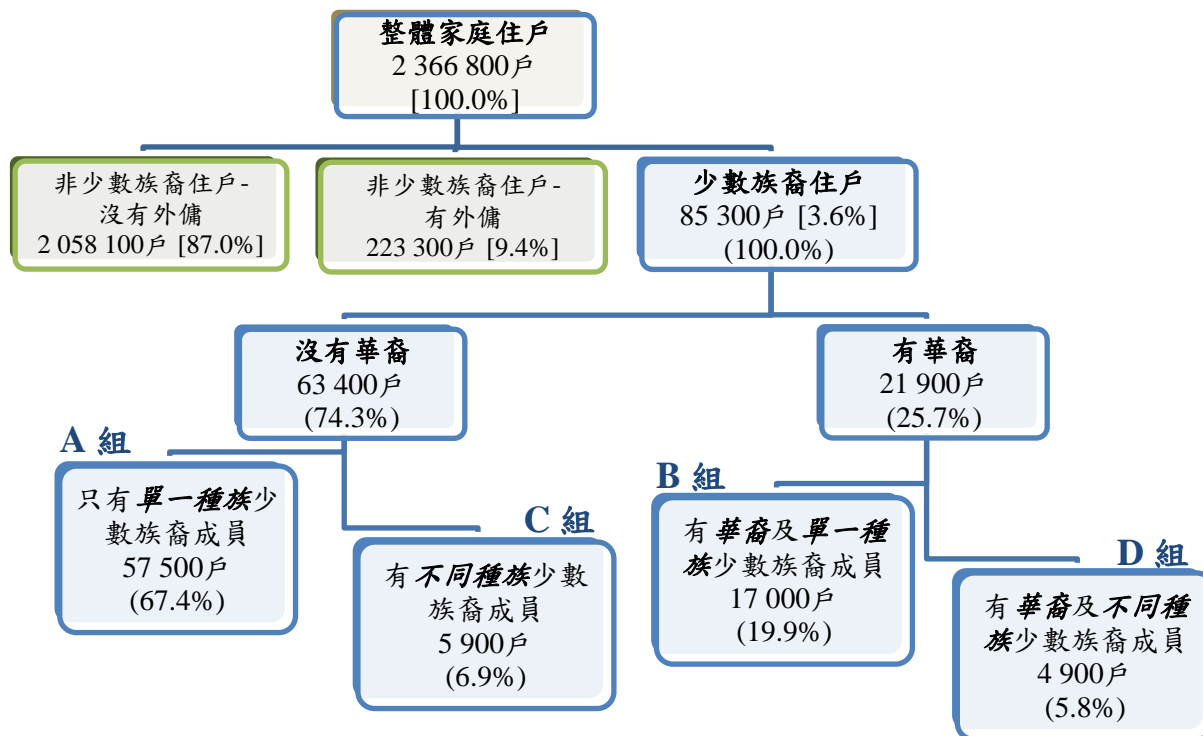 整體家庭住戶
2 366 800戶
[100.0%]
非少數族裔住戶-
沒有外傭
2 058 100戶 [87.0%]
非少數族裔住戶-
有外傭
223 300戶 [9.4%]
少數族裔住戶
85 300戶 [3.6%]
(100.0%)
沒有華裔
63 400戶
(74.3%)
有華裔
21 900戶
(25.7%)
A 組
只有單一種族少
數族裔成員
57 500戶
(67.4%)
C 組
有不同種族少數
族裔成員
5 900戶
(6.9%)
B 組
有華裔及單一種
族少數族裔成員
17 000戶
(19.9%)
D 組
有華裔及不同種
族少數族裔成員
4 900戶
(5.8%)